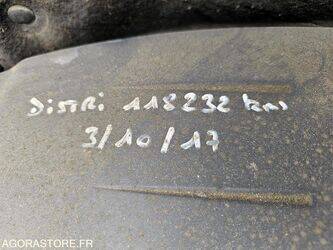 DISTRI 118232 km
3/10/17
AGORASTORE.FR